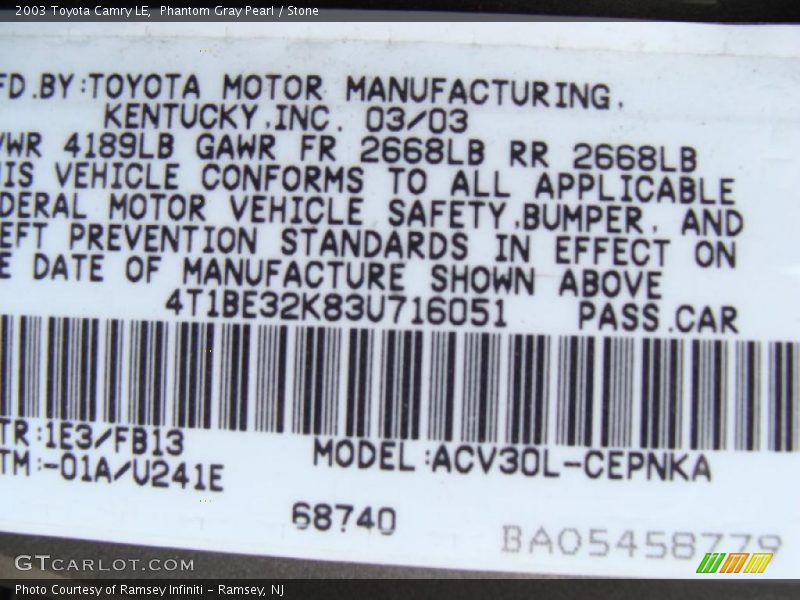 2003 Toyota Camry LE, Phantom Gray Pearl / Stone
FD.BY:TOYOTA MOTOR MANUFACTURING,
KENTUCKY,INC. 03/03
VWR 4189LB GAWR FR 2668LB RR 2668LB
IS VEHICLE CONFORMS TO ALL APPLICABLE
DERAL MOTOR VEHICLE SAFETY,BUMPER, AND
EFT PREVENTION STANDARDS IN EFFECT ON
E DATE OF MANUFACTURE SHOWN ABOVE
4T1BE32K83U716051 PASS.CAR
TR:1E3/FB13
TM:-01A/U241E
MODEL:ACV30L-CEPNKA
68740
BA05458779
GTCARLOT.COM
Photo Courtesy of Ramsey Infiniti - Ramsey, NJ